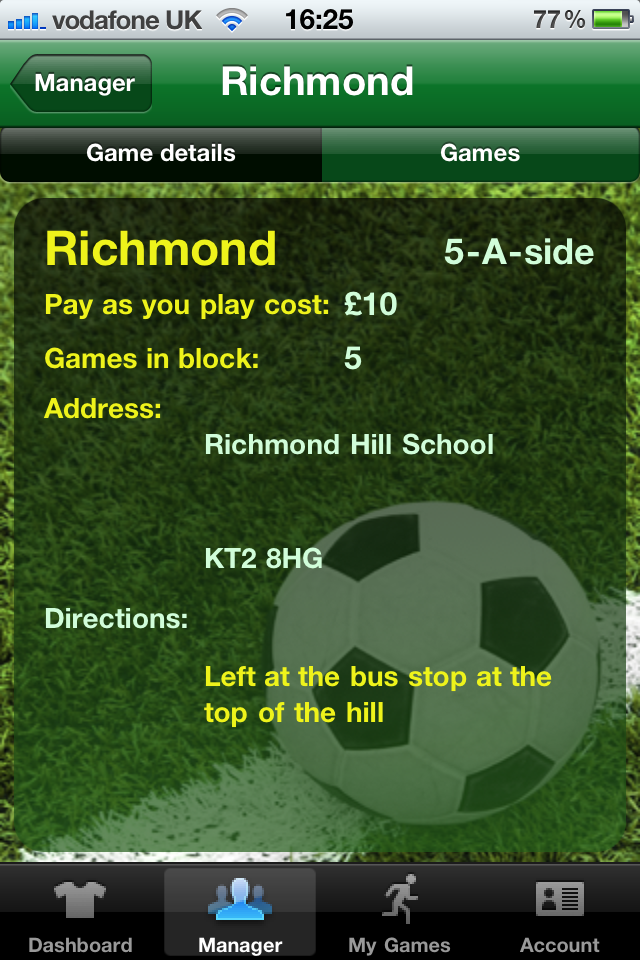 vodafone UK 16:25 77%
Manager Richmond
Game details Games
Richmond 5-A-side
Pay as you play cost: £10
Games in block: 5
Address:
Richmond Hill School
KT2 8HG
Directions:
Left at the bus stop at the
top of the hill
Dashboard Manager My Games Account